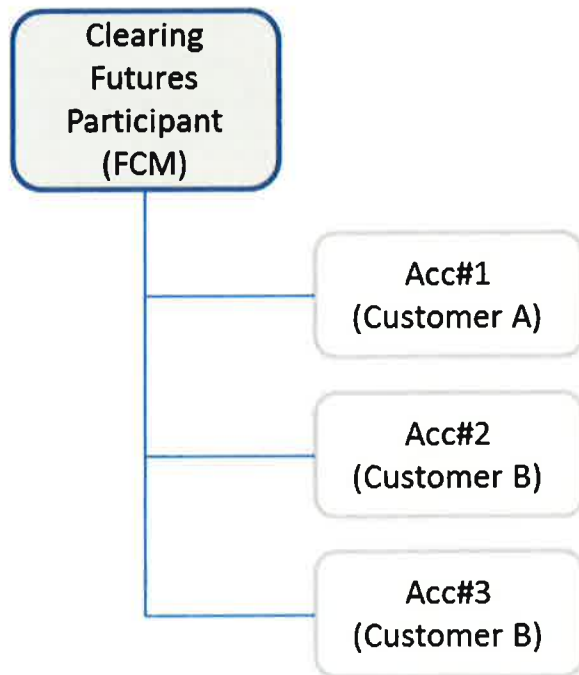 Clearing
Futures
Participant
(FCM)
Acc#1
(Customer A)
Acc#2
(Customer B)
Acc#3
(Customer B)